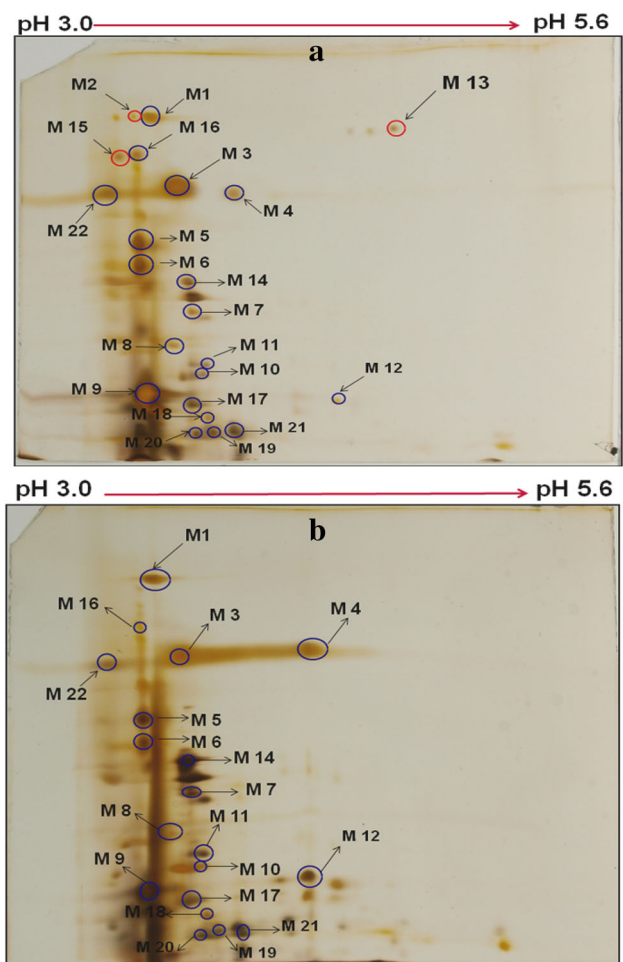 pH 3.0 pH 5.6
a
M2 M1 M 13
M 15 M 16
M 3
M 4
M 22
M 5
M 6
M 14
M 7
M 8 M 11
M 10 M 12
M 9
M 17
M 18
M 20 M 19 M 21
pH 3.0 pH 5.6
b
M1
M 16 M 3 M 4
M 22
M 5
M 6
M 14
M 7
M 8 M 11
M 12
M 9 M 10
M 17
M 18
M 20 M 19 M 21